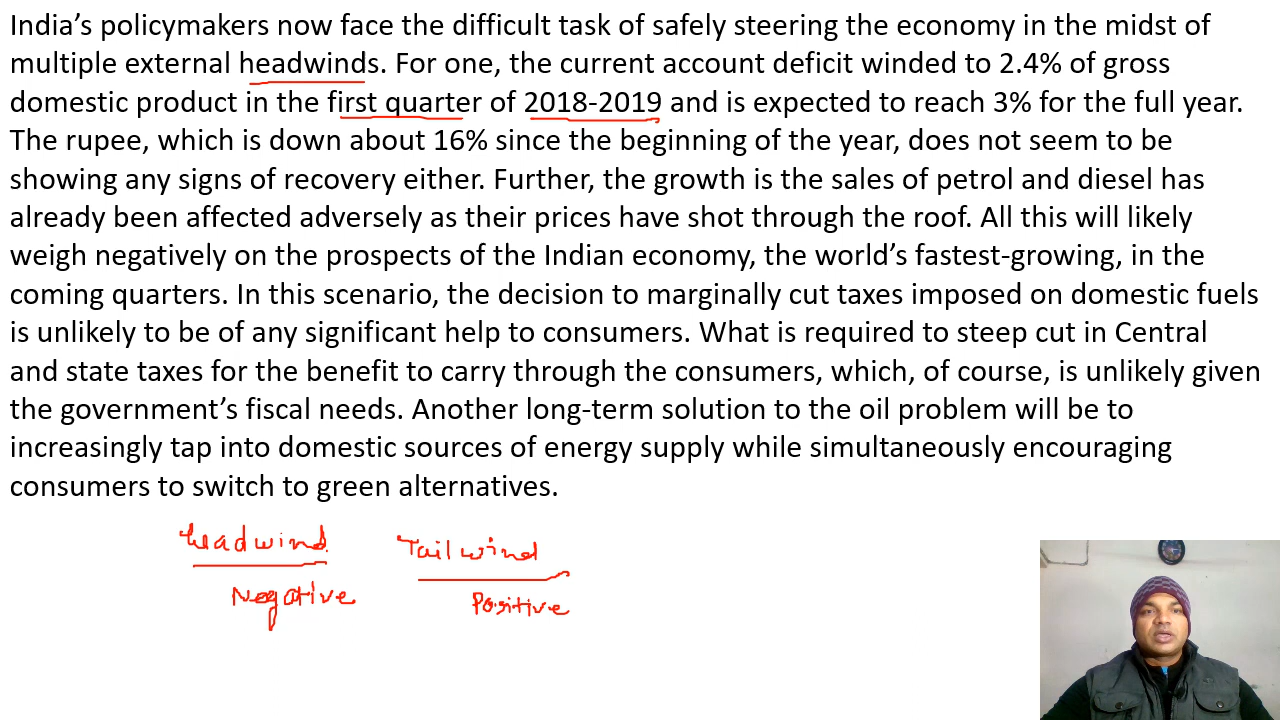 India’s policymakers now face the difficult task of safely steering the economy in the midst of
multiple external headwinds. For one, the current account deficit winded to 2.4% of gross
domestic product in the first quarter of 2018-2019 and is expected to reach 3% for the full year.
The rupee, which is down about 16% since the beginning of the year, does not seem to be
showing any signs of recovery either. Further, the growth is the sales of petrol and diesel has
already been affected adversely as their prices have shot through the roof. All this will likely
weigh negatively on the prospects of the Indian economy, the world’s fastest-growing, in the
coming quarters. In this scenario, the decision to marginally cut taxes imposed on domestic fuels
is unlikely to be of any significant help to consumers. What is required to steep cut in Central
and state taxes for the benefit to carry through the consumers, which, of course, is unlikely given
the government’s fiscal needs. Another long-term solution to the oil problem will be to
increasingly tap into domestic sources of energy supply while simultaneously encouraging
consumers to switch to green alternatives.
headwind Tailwind
Negative Positive